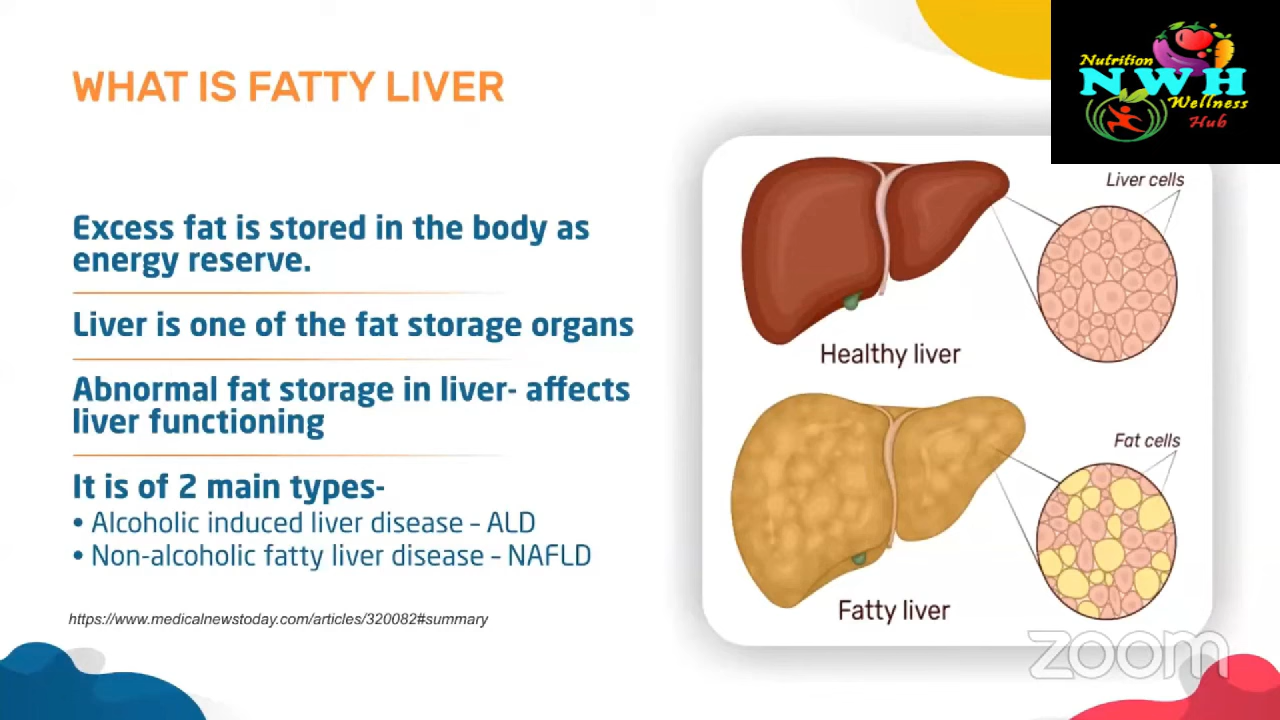 WHAT IS FATTY LIVER
Excess fat is stored in the body as
energy reserve.
Liver is one of the fat storage organs
Abnormal fat storage in liver- affects
liver functioning
It is of 2 main types-
• Alcoholic induced liver disease – ALD
• Non-alcoholic fatty liver disease – NAFLD
https://www.medicalnewstoday.com/articles/320082#summary
Nutrition
NWH
Wellness
Hub
Liver cells
Healthy liver
Fat cells
Fatty liver
zoom